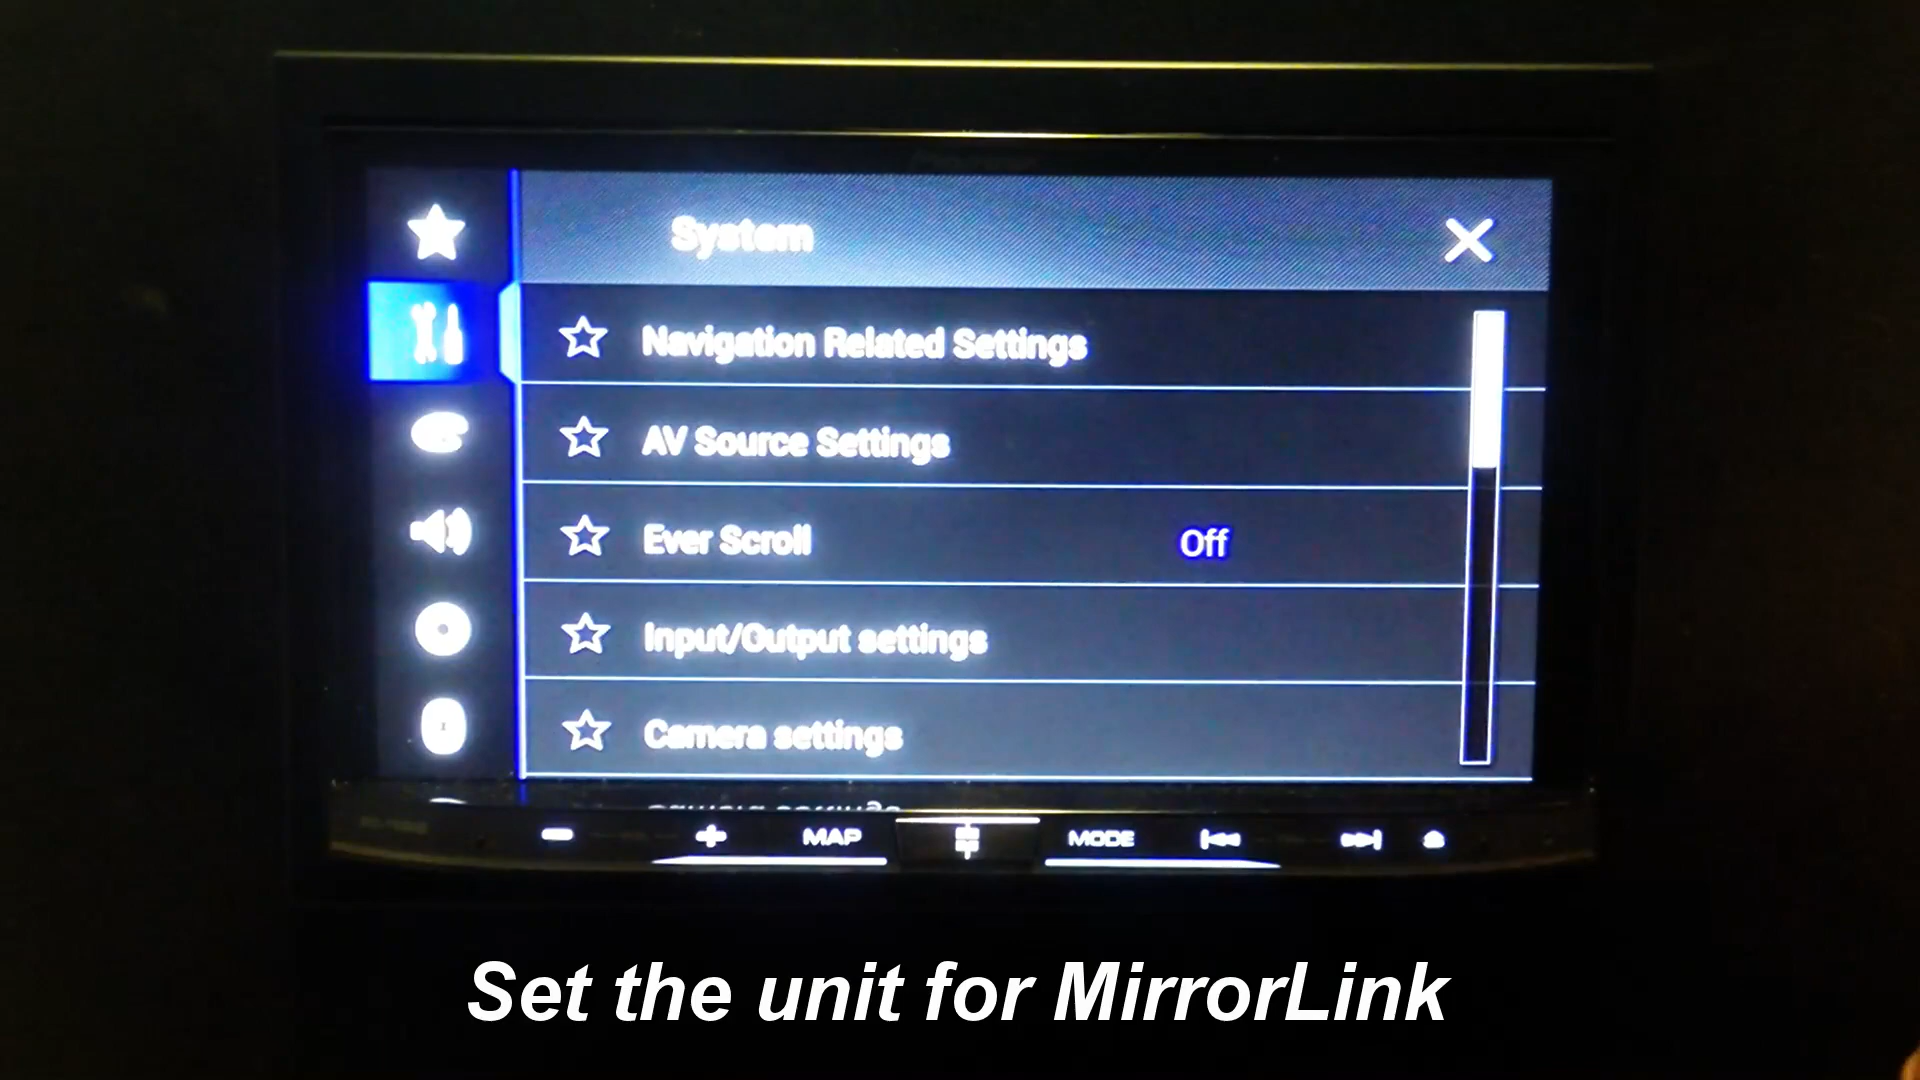 System
Navigation Related Settings
AV Source Settings
Ever Scroll Off
Input/Output settings
Camera settings
MAP MODE
Set the unit for MirrorLink